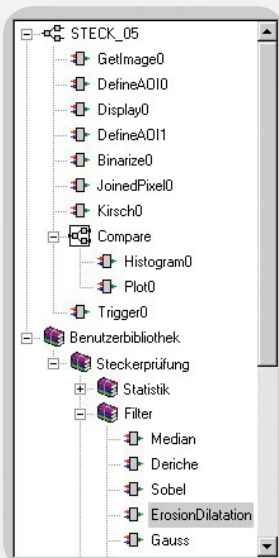 STECK_05
GetImage0
DefineAOI0
Display0
DefineAOI1
Binarize0
JoinedPixel0
Kirsch0
Compare
Histogram0
Plot0
Trigger0
Benutzerbibliothek
Steckerprüfung
Statistik
Filter
Median
Deriche
Sobel
ErosionDilatation
Gauss